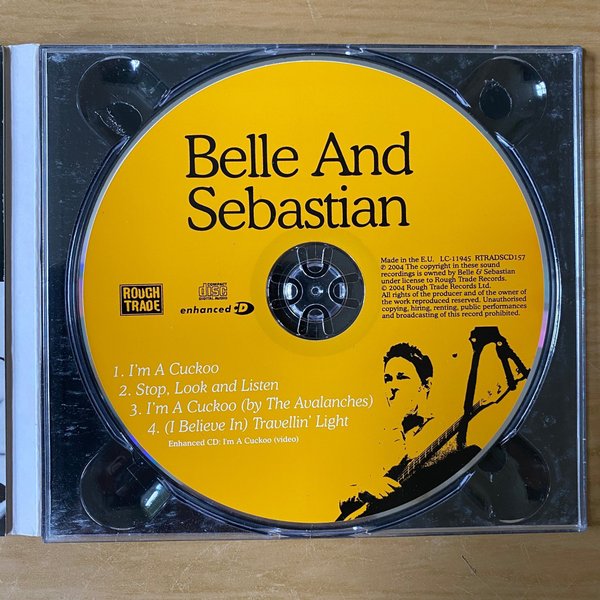 Belle And
Sebastian
Made in the E.U. LC-11945 RTRADSCD157
℗ 2004 The copyright in these sound
recordings is owned by Belle & Sebastian
under license to Rough Trade Records.
© 2004 Rough Trade Records Ltd.
All rights of the producer and of the owner of
the work reproduced reserved. Unauthorised
copying, hiring, renting, public performances
and broadcasting of this record prohibited.
ROUGH
TRADE
COMPACT
disc
DIGITAL AUDIO
enhanced CD
1. I'm A Cuckoo
2. Stop, Look and Listen
3. I'm A Cuckoo (by The Avalanches)
4. (I Believe In) Travellin' Light
Enhanced CD: I'm A Cuckoo (video)